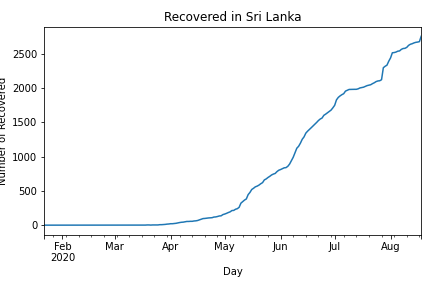 Recovered in Sri Lanka
Number of Recovered
2500
2000
1500
1000
500
0
Feb
2020
Mar
Apr
May
Jun
Jul
Aug
Day